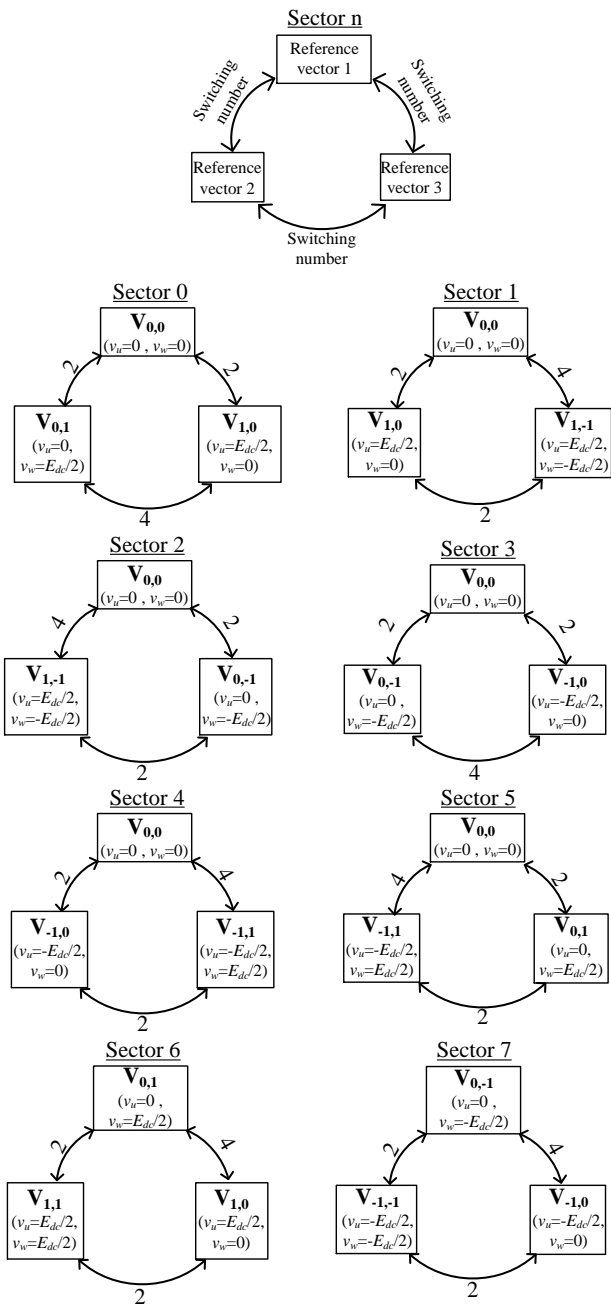 Sector n
Reference
vector 1
Switching
number
Switching
number
Reference
vector 2
Reference
vector 3
Switching
number
Sector 0
V0,0
(vu=0 , vw=0)
2
2
V0,1
(vu=0,
vw=Edc/2)
V1,0
(vu=Edc/2,
vw=0)
4
Sector 1
V0,0
(vu=0 , vw=0)
2
4
V1,0
(vu=Edc/2,
vw=0)
V1,-1
(vu=Edc/2,
vw=-Edc/2)
2
Sector 2
V0,0
(vu=0 , vw=0)
4
2
V1,-1
(vu=Edc/2,
vw=-Edc/2)
V0,-1
(vu=0 ,
vw=-Edc/2)
2
Sector 3
V0,0
(vu=0 , vw=0)
2
2
V0,-1
(vu=0 ,
vw=-Edc/2)
V-1,0
(vu=-Edc/2,
vw=0)
4
Sector 4
V0,0
(vu=0 , vw=0)
2
4
V-1,0
(vu=-Edc/2,
vw=0)
V-1,1
(vu=-Edc/2,
vw=Edc/2)
2
Sector 5
V0,0
(vu=0 , vw=0)
4
2
V-1,1
(vu=-Edc/2,
vw=Edc/2)
V0,1
(vu=0,
vw=Edc/2)
2
Sector 6
V0,1
(vu=0 ,
vw=Edc/2)
2
4
V1,1
(vu=Edc/2,
vw=Edc/2)
V1,0
(vu=Edc/2,
vw=0)
2
Sector 7
V0,-1
(vu=0 ,
vw=-Edc/2)
2
4
V-1,-1
(vu=-Edc/2,
vw=-Edc/2)
V-1,0
(vu=-Edc/2,
vw=0)
2